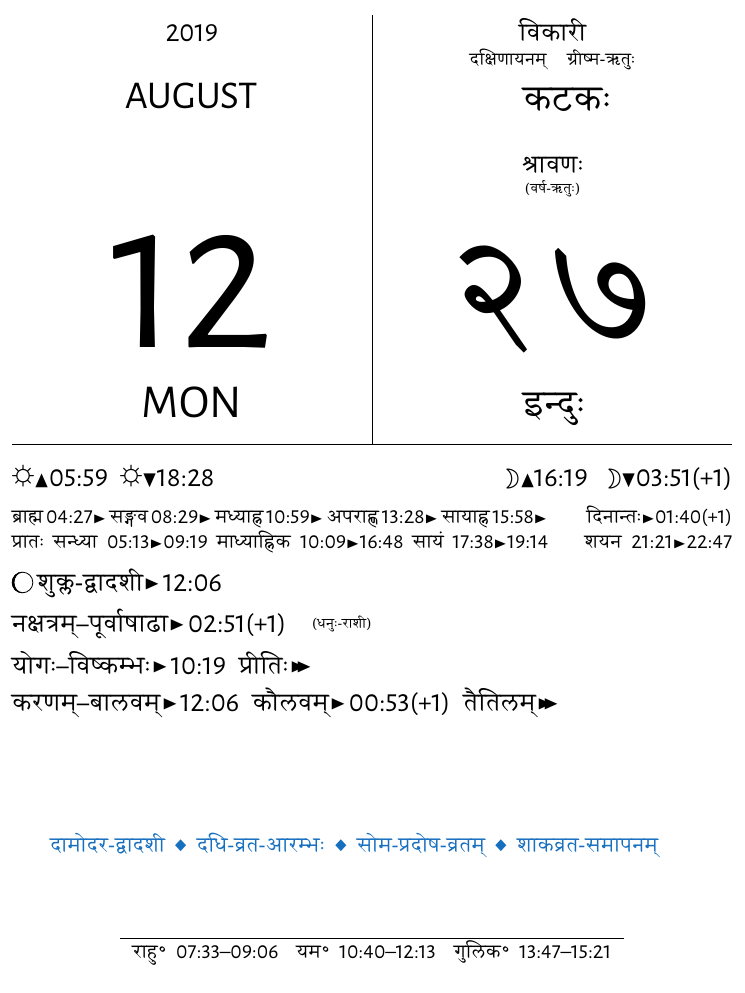 2019
AUGUST
12
MON
विकारी
दक्षिणायनम् ग्रीष्म-ऋतुः
कटकः
श्रावणः
(वर्ष-ऋतुः)
२७
इन्दुः
☼▲05:59 ☼▼18:28 ☽▲16:19 ☽▼03:51(+1)
ब्राह्म 04:27► सङ्गव 08:29► मध्याह्न 10:59► अपराह्ण 13:28► सायाह्न 15:58► दिनान्तः►01:40(+1)
प्रातः सन्ध्या 05:13►09:19 माध्याह्निक 10:09►16:48 सायं 17:38►19:14 शयन 21:21►22:47
शुक्ल-द्वादशी►12:06
नक्षत्रम्–पूर्वाषाढा► 02:51(+1) (धनुः-राशी)
योगः–विष्कम्भः►10:19 प्रीतिः►►
करणम्–बालवम्►12:06 कौलवम्►00:53(+1) तैतिलम्►►
दामोदर-द्वादशी ◆ दधि-व्रत-आरम्भः ◆ सोम-प्रदोष-व्रतम् ◆ शाकव्रत-समापनम्
राहु॰ 07:33–09:06 यम॰ 10:40–12:13 गुलिक॰ 13:47–15:21